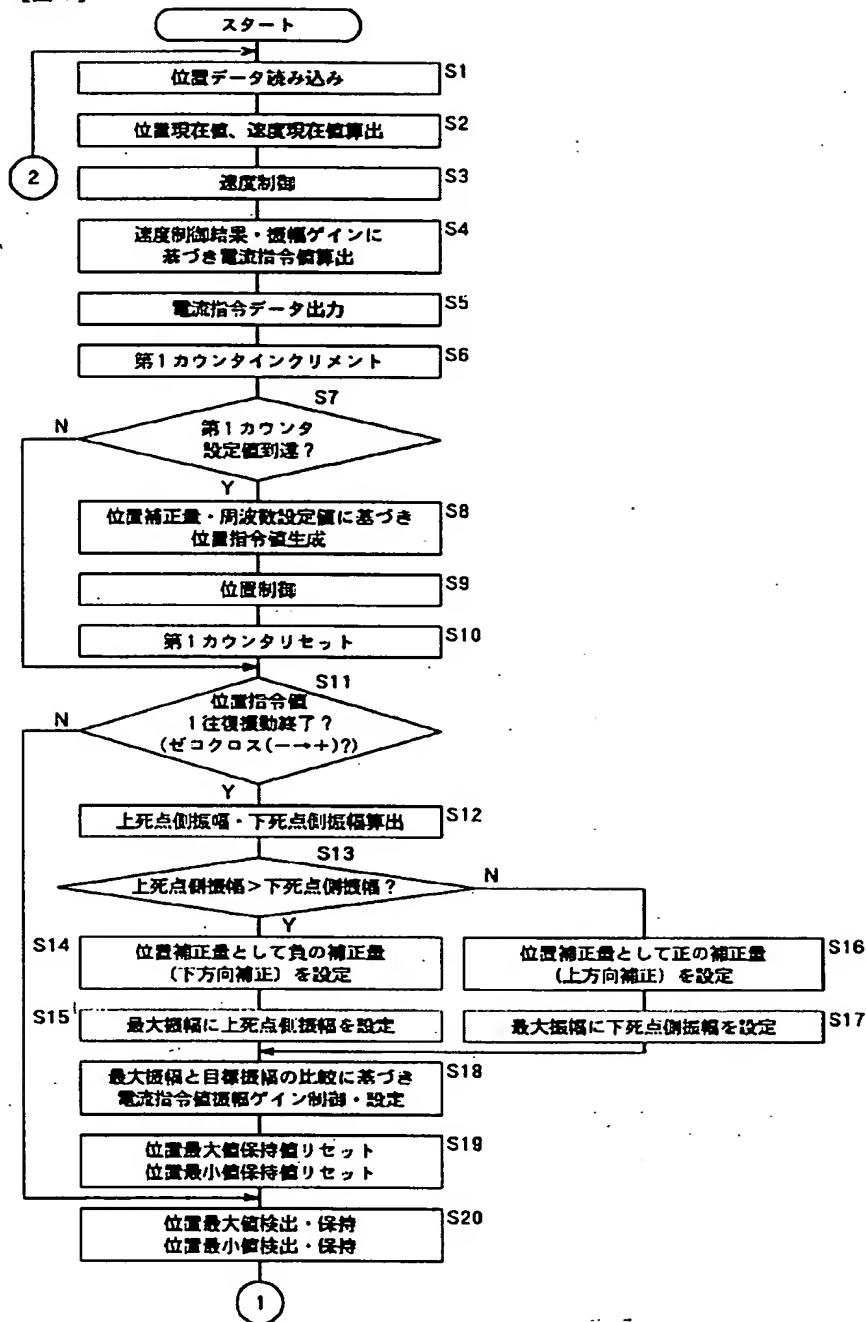 スタート
位置データ読み込み
S1
位置現在値、速度現在値算出
S2
2
速度制御
S3
速度制御結果・振幅ゲインに
基づき電流指令値算出
S4
電流指令データ出力
S5
第1カウンタインクリメント
S6
S7
N
第1カウンタ
設定値到達?
Y
位置補正量・周波数設定値に基づき
位置指令値生成
S8
位置制御
S9
第1カウンタリセット
S10
S11
N
位置指令値
1往復振動終了?
(ゼコクロス(ー→+)?)
Y
上死点側振幅・下死点側振幅算出
S12
S13
上死点側振幅>下死点側振幅?
N
Y
S14
位置補正量として負の補正量
(下方向補正)を設定
位置補正量として正の補正量
(上方向補正)を設定
S16
S15
最大振幅に上死点側振幅を設定
最大振幅に下死点側振幅を設定
S17
最大振幅と目標振幅の比較に基づき
電流指令値振幅ゲイン制御・設定
S18
位置最大値保持値リセット
位置最小値保持値リセット
S19
位置最大値検出・保持
位置最小値検出・保持
S20
1